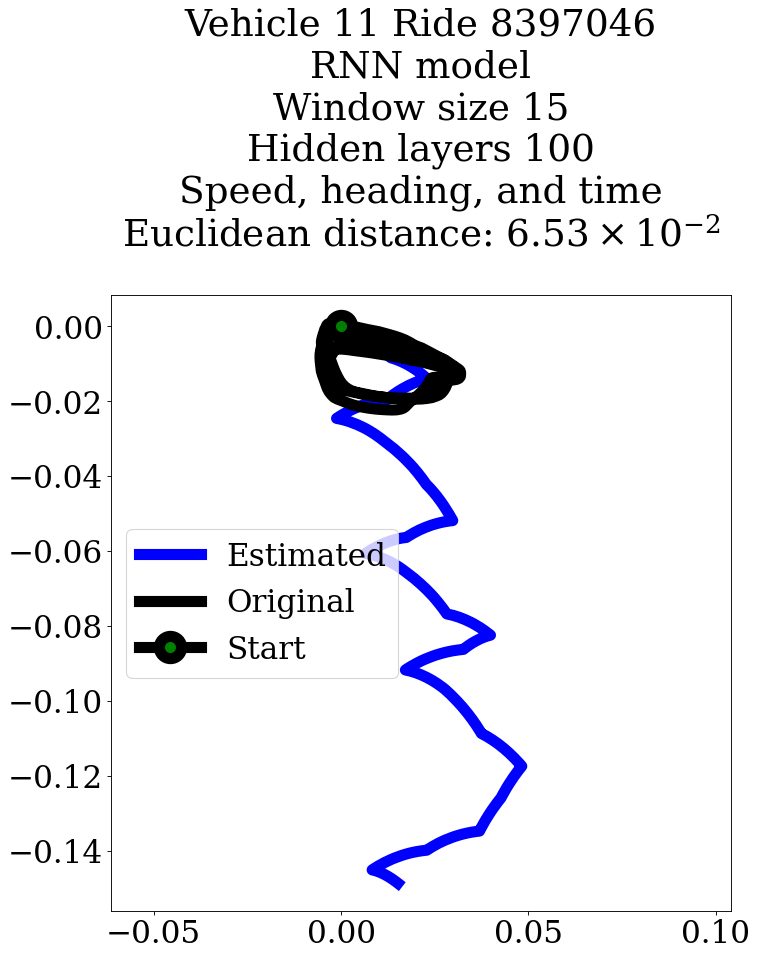 Vehicle 11 Ride 8397046
RNN model
Window size 15
Hidden layers 100
Speed, heading, and time
Euclidean distance: 6.53 × 10⁻²
0.00
−0.02
−0.04
−0.06
−0.08
−0.10
−0.12
−0.14
Estimated
Original
Start
−0.05 0.00 0.05 0.10